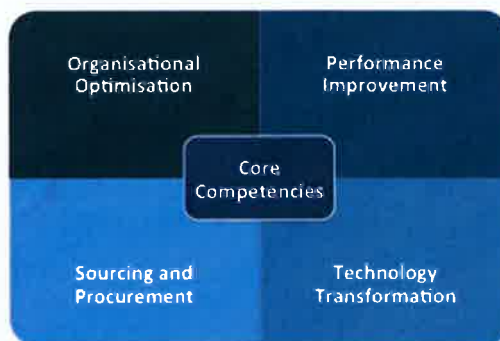 Organisational
Optimisation
Performance
Improvement
Core
Competencies
Sourcing and
Procurement
Technology
Transformation